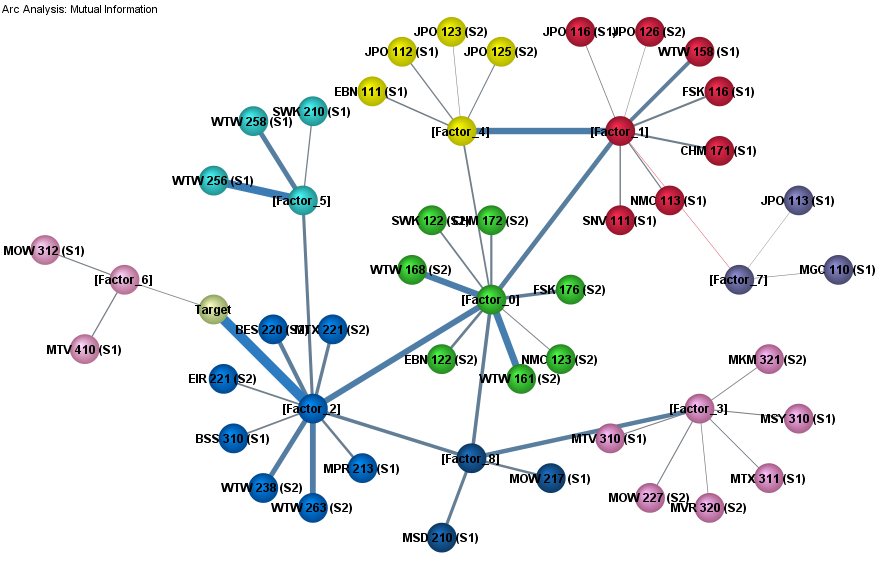 Arc Analysis: Mutual Information
JPO 123 (S2)
JPO 116 (S1)
JPO 126 (S2)
JPO 112 (S1)
JPO 125 (S2)
WTW 158 (S1)
EBN 111 (S1)
FSK 116 (S1)
SWK 210 (S1)
WTW 258 (S1)
[Factor_4]
[Factor_1]
CHM 171 (S1)
WTW 256 (S1)
[Factor_5]
NMO 113 (S1)
JPO 113 (S1)
SWK 122 (S2)
CHM 172 (S2)
SNV 111 (S1)
MOW 312 (S1)
WTW 168 (S2)
MGC 110 (S1)
[Factor_6]
[Factor_7]
FSK 176 (S2)
[Factor_0]
Target
BES 220 (S2)
MTX 221 (S2)
MTV 410 (S1)
EBN 122 (S2)
NMO 123 (S2)
MKM 321 (S2)
EIR 221 (S2)
WTW 161 (S2)
[Factor_2]
[Factor_3]
MSY 310 (S1)
BSS 310 (S1)
MTV 310 (S1)
[Factor_8]
MPR 213 (S1)
MOW 217 (S1)
MTX 311 (S1)
WTW 238 (S2)
MOW 227 (S2)
WTW 263 (S2)
MVR 320 (S2)
MSD 210 (S1)